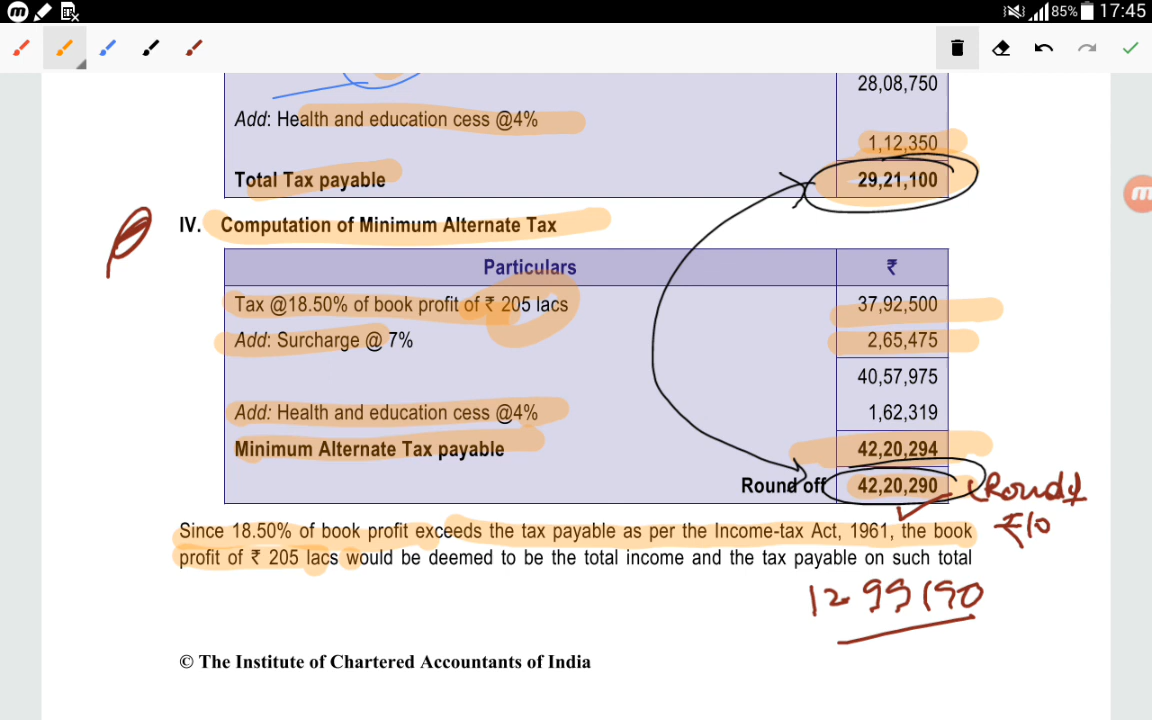 85% 17:45
28,08,750
Add: Health and education cess @4%
1,12,350
Total Tax payable 29,21,100
IV. Computation of Minimum Alternate Tax
Particulars ₹
Tax @18.50% of book profit of ₹ 205 lacs 37,92,500
Add: Surcharge @ 7% 2,65,475
40,57,975
Add: Health and education cess @4% 1,62,319
Minimum Alternate Tax payable 42,20,294
Round off 42,20,290
Since 18.50% of book profit exceeds the tax payable as per the Income-tax Act, 1961, the book
₹10
profit of ₹ 205 lacs would be deemed to be the total income and the tax payable on such total
1299190
© The Institute of Chartered Accountants of India